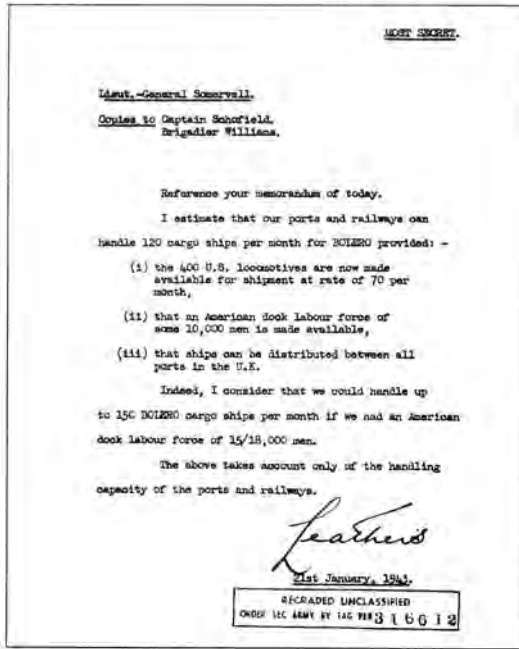 MOST SECRET.
Lieut.-General Somervell.
Copies to Captain Schofield.
Brigadier Williams.
Reference your memorandum of today.
I estimate that our ports and railways can
handle 120 cargo ships per month for BOLERO provided: -
(i) the 400 U.S. locomotives are now made
available for shipment at rate of 70 per
month,
(ii) that an American dock labour force of
some 10,000 men is made available,
(iii) that ships can be distributed between all
ports in the U.K.
Indeed, I consider that we could handle up
to 150 BOLERO cargo ships per month if we had an American
dock labour force of 15/18,000 men.
The above takes account only of the handling
capacity of the ports and railways.
Leathers
21st January, 1943.
REGRADED UNCLASSIFIED
ORDER SEC ARMY BY TAG PER 316612